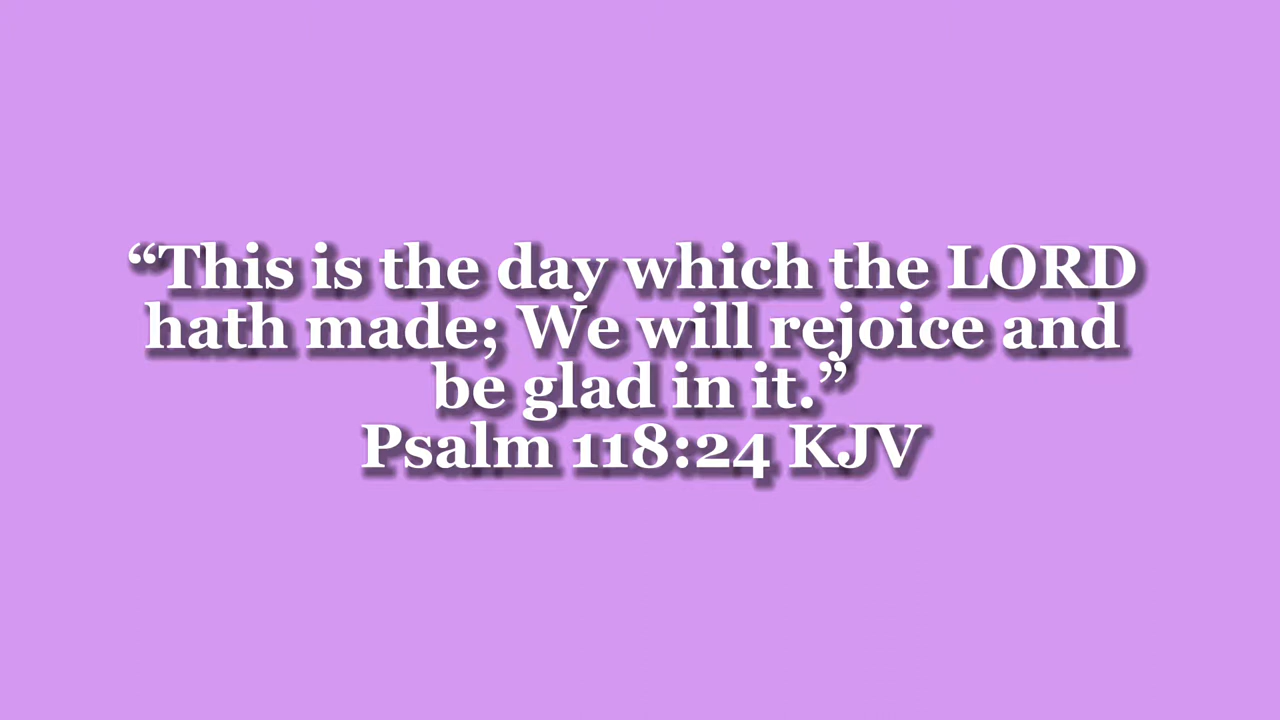 “This is the day which the LORD
hath made; We will rejoice and
be glad in it.”
Psalm 118:24 KJV